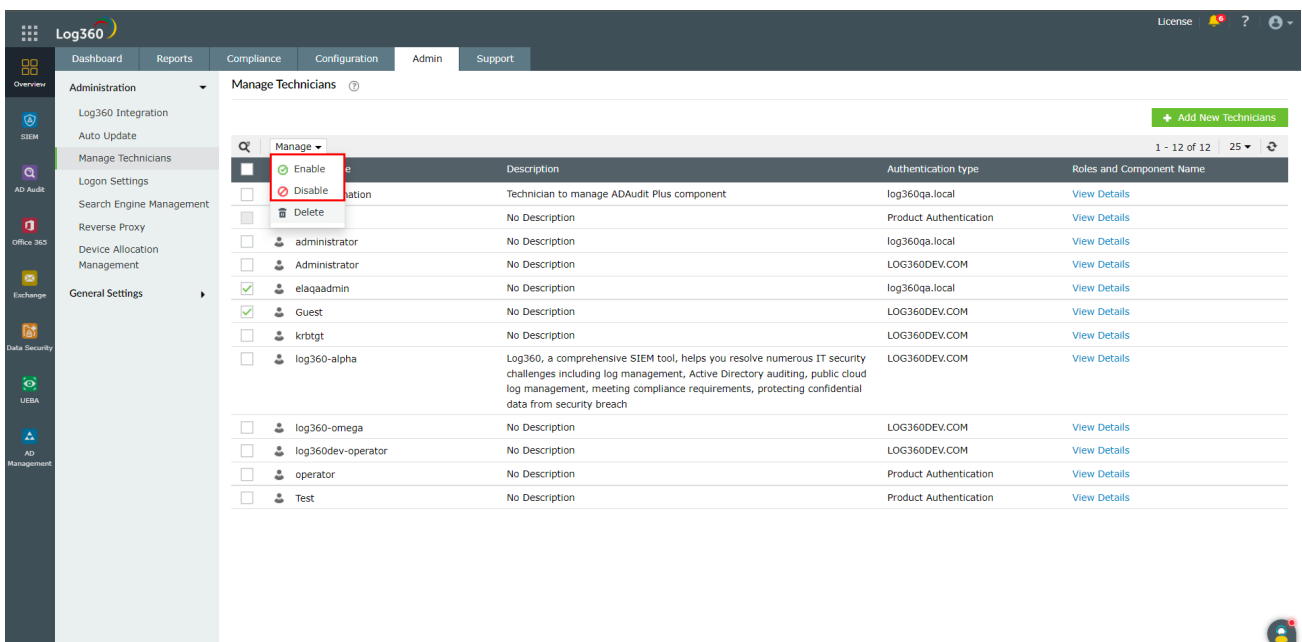 Log360
License 6 ?
Dashboard Reports Compliance Configuration Admin Support
Overview
SIEM
AD Audit
Office 365
Exchange
Data Security
UEBA
AD
Management
Administration
Log360 Integration
Auto Update
Manage Technicians
Logon Settings
Search Engine Management
Reverse Proxy
Device Allocation
Management
General Settings
Manage Technicians ?
+ Add New Technicians
Manage 1 - 12 of 12 25
Enable
Disable
Delete
e Description Authentication type Roles and Component Name
ation Technician to manage ADAudit Plus component log360qa.local View Details
No Description Product Authentication View Details
administrator No Description log360qa.local View Details
Administrator No Description LOG360DEV.COM View Details
elaqaadmin No Description log360qa.local View Details
Guest No Description LOG360DEV.COM View Details
krbtgt No Description LOG360DEV.COM View Details
log360-alpha Log360, a comprehensive SIEM tool, helps you resolve numerous IT security LOG360DEV.COM View Details
challenges including log management, Active Directory auditing, public cloud
log management, meeting compliance requirements, protecting confidential
data from security breach
log360-omega No Description LOG360DEV.COM View Details
log360dev-operator No Description LOG360DEV.COM View Details
operator No Description Product Authentication View Details
Test No Description Product Authentication View Details